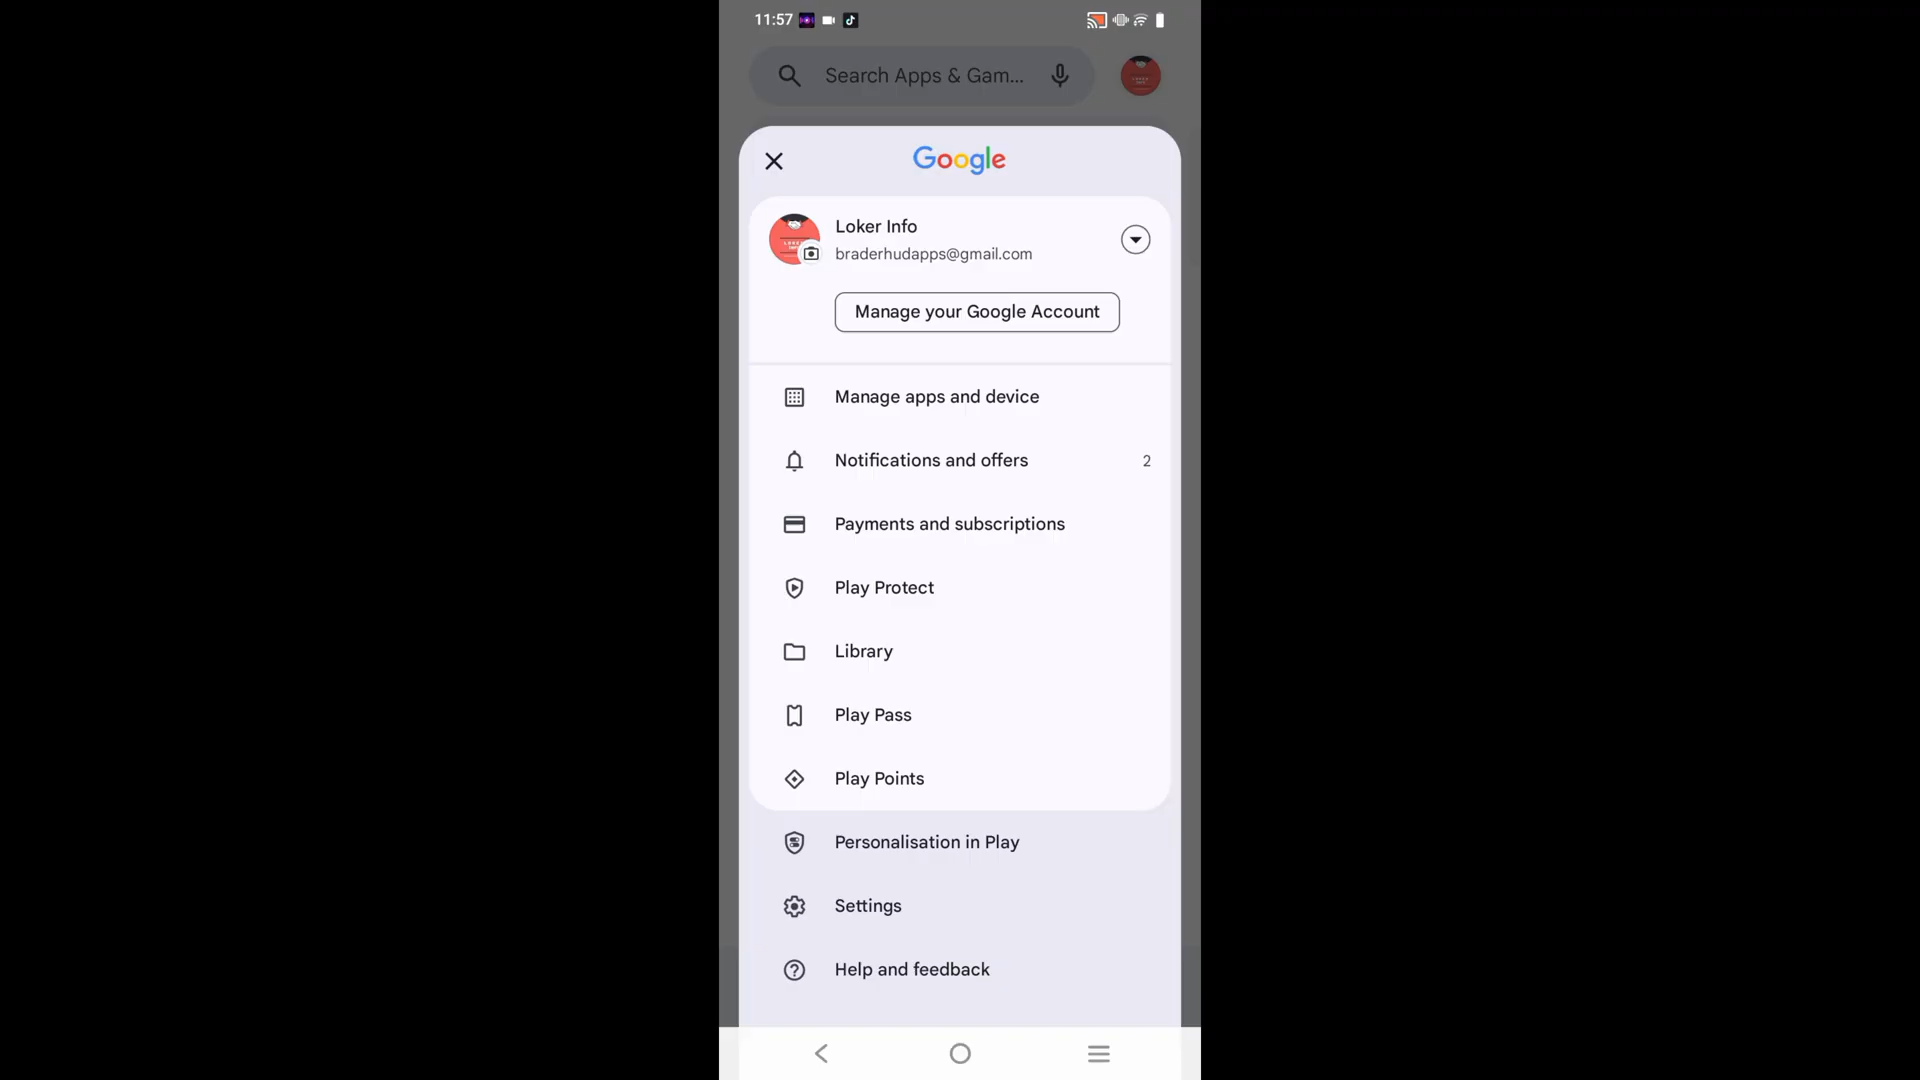 11:57
Search Apps & Gam...
Google
Loker Info
braderhudapps@gmail.com
Manage your Google Account
Manage apps and device
Notifications and offers 2
Payments and subscriptions
Play Protect
Library
Play Pass
Play Points
Personalisation in Play
Settings
Help and feedback